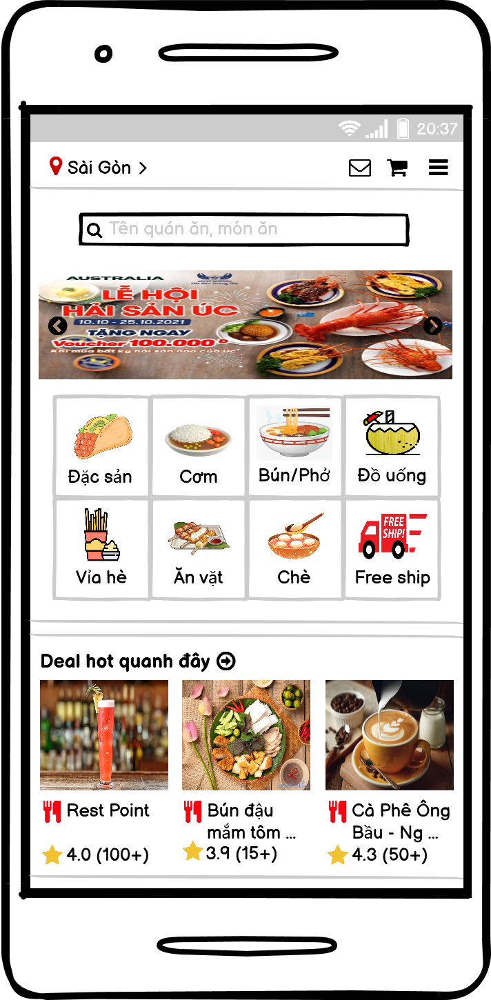 20:37
Sài Gòn
Tên quán ăn, món ăn
AUSTRALIA
LỄ HỘI
HẢI SẢN ÚC
10.10 - 25.10.2021
TẶNG NGAY
Voucher 100.000 Đ
Khi mua bất kỳ hải sản nào của Úc
Đặc sản
Cơm
Bún/Phở
Đồ uống
FREE
SHIP!
Vỉa hè
Ăn vặt
Chè
Free ship
Deal hot quanh đây
Rest Point
4.0 (100+)
Bún đậu
mắm tôm ...
3.9 (15+)
Cà Phê Ông
Bầu - Ng ...
4.3 (50+)